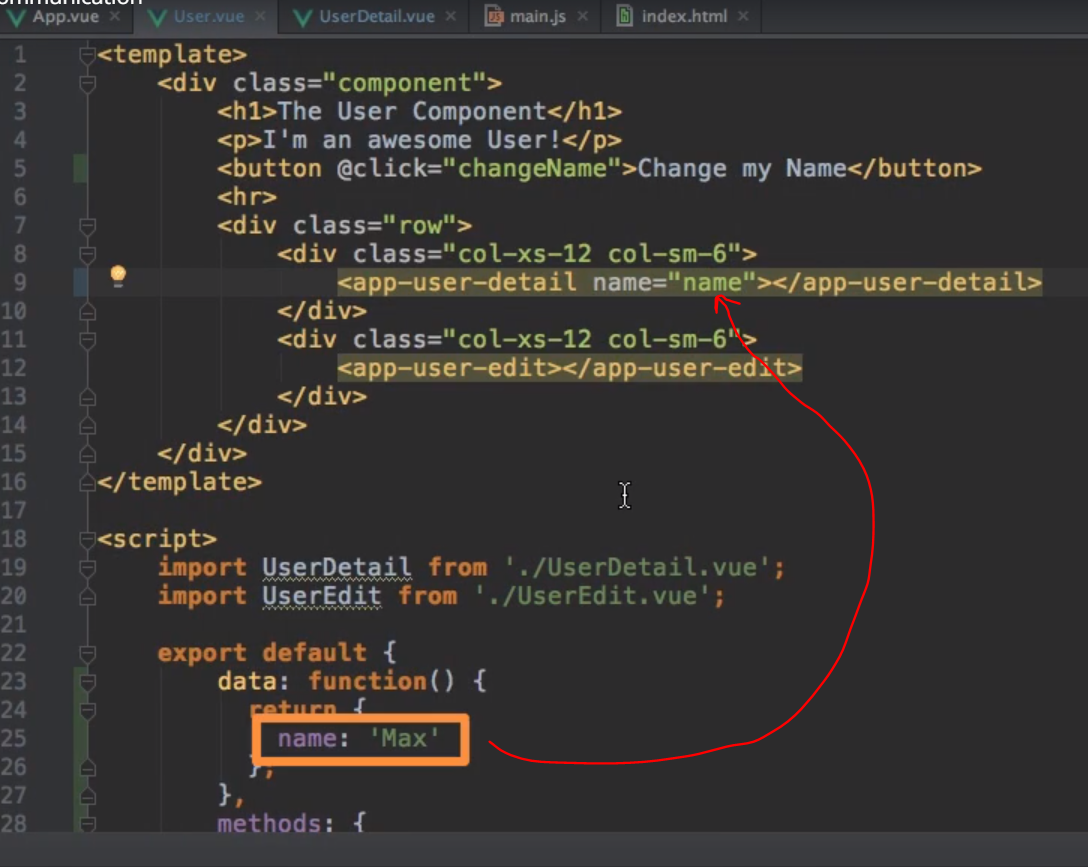 ommunication
App.vue × User.vue × UserDetail.vue × main.js × index.html ×
1 <template>
2 <div class="component">
3 <h1>The User Component</h1>
4 <p>I'm an awesome User!</p>
5 <button @click="changeName">Change my Name</button>
6 <hr>
7 <div class="row">
8 <div class="col-xs-12 col-sm-6">
9 <app-user-detail name="name"></app-user-detail>
10 </div>
11 <div class="col-xs-12 col-sm-6">
12 <app-user-edit></app-user-edit>
13 </div>
14 </div>
15 </div>
16 </template>
17
18 <script>
19 import UserDetail from './UserDetail.vue';
20 import UserEdit from './UserEdit.vue';
21
22 export default {
23 data: function() {
24 return {
25 name: 'Max'
26 };
27 },
28 methods: {